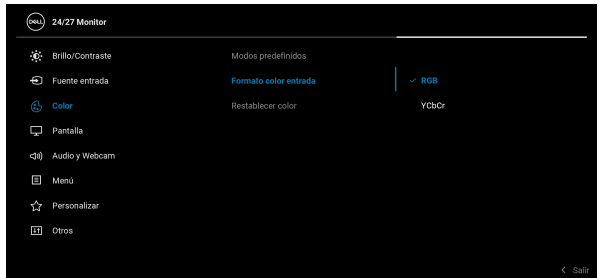 DELL 24/27 Monitor
Brillo/Contraste Modos predefinidos
Fuente entrada Formato color entrada RGB
Color Restablecer color YCbCr
Pantalla
Audio y Webcam
Menú
Personalizar
Otros
Salir